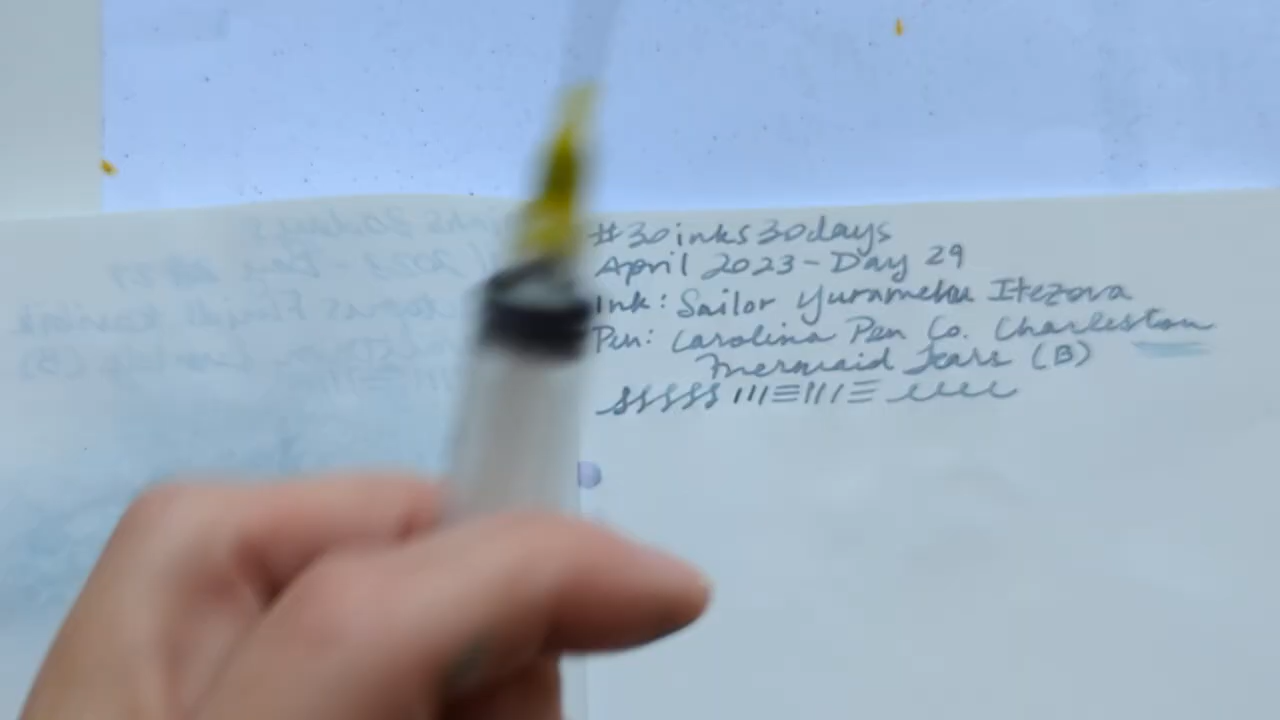 #30inks30days
April 2023 - Day 29
Ink: Sailor Yurameku Itezora
Pen: Carolina Pen Co. Charleston
Mermaid Tears (B)